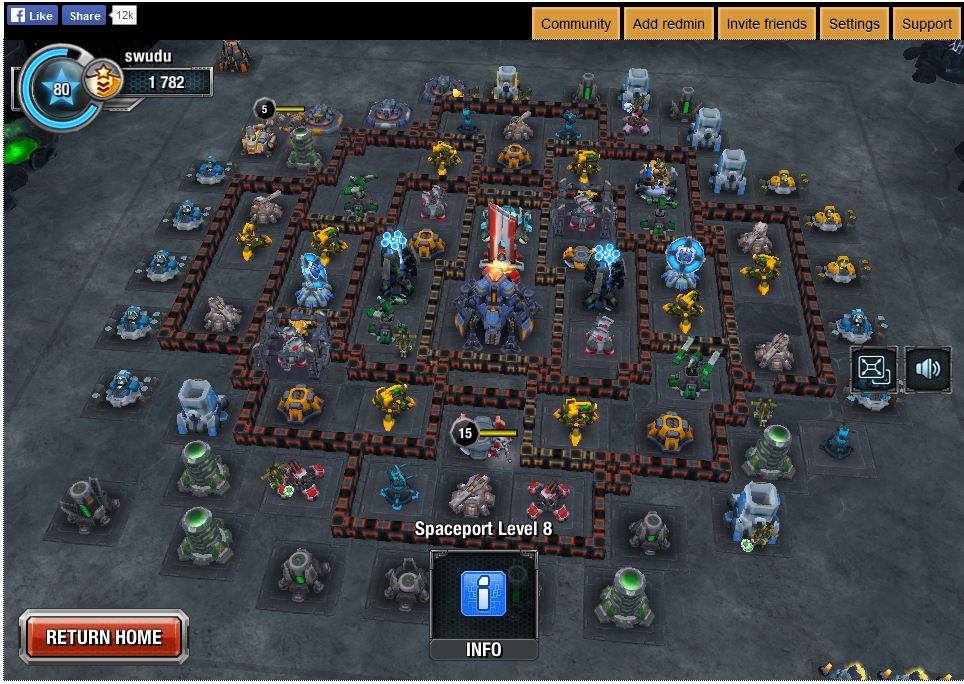 Like
Share
12k
Community
Add redmin
Invite friends
Settings
Support
swudu
80
1 782
5
15
Spaceport Level 8
INFO
RETURN HOME